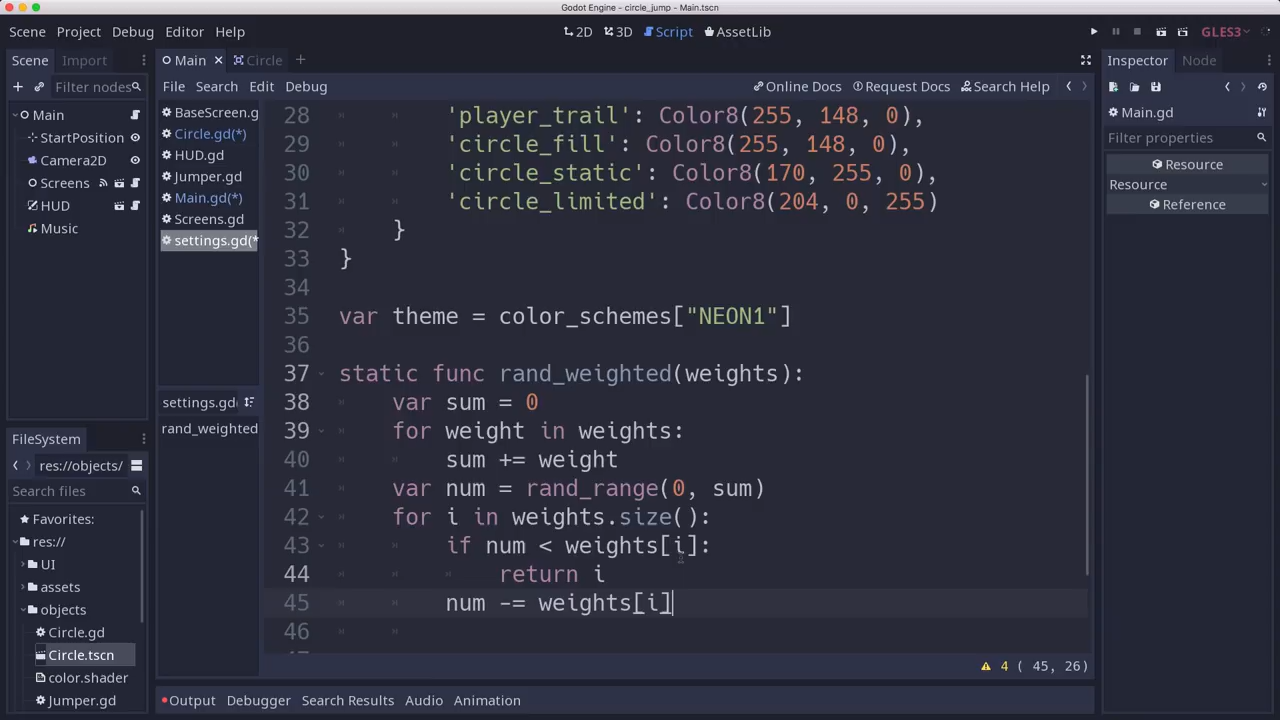 Godot Engine - circle_jump - Main.tscn
Scene Project Debug Editor Help
2D 3D Script AssetLib
GLES3
Scene Import
Filter nodes
Main
StartPosition
Camera2D
Screens
HUD
Music
FileSystem
res://objects/
Search files
Favorites:
res://
UI
assets
objects
Circle.gd
Circle.tscn
color.shader
Jumper.gd
Main Circle
File Search Edit Debug
Online Docs Request Docs Search Help
BaseScreen.g
Circle.gd(*)
HUD.gd
Jumper.gd
Main.gd(*)
Screens.gd
settings.gd(*
settings.gd
rand_weighted
28 'player_trail': Color8(255, 148, 0),
29 'circle_fill': Color8(255, 148, 0),
30 'circle_static': Color8(170, 255, 0),
31 'circle_limited': Color8(204, 0, 255)
32 }
33 }
34
35 var theme = color_schemes["NEON1"]
36
37 static func rand_weighted(weights):
38 var sum = 0
39 for weight in weights:
40 sum += weight
41 var num = rand_range(0, sum)
42 for i in weights.size():
43 if num < weights[i]:
44 return i
45 num -= weights[i]
46
4 ( 45, 26)
Output Debugger Search Results Audio Animation
Inspector Node
Main.gd
Filter properties
Resource
Resource
Reference